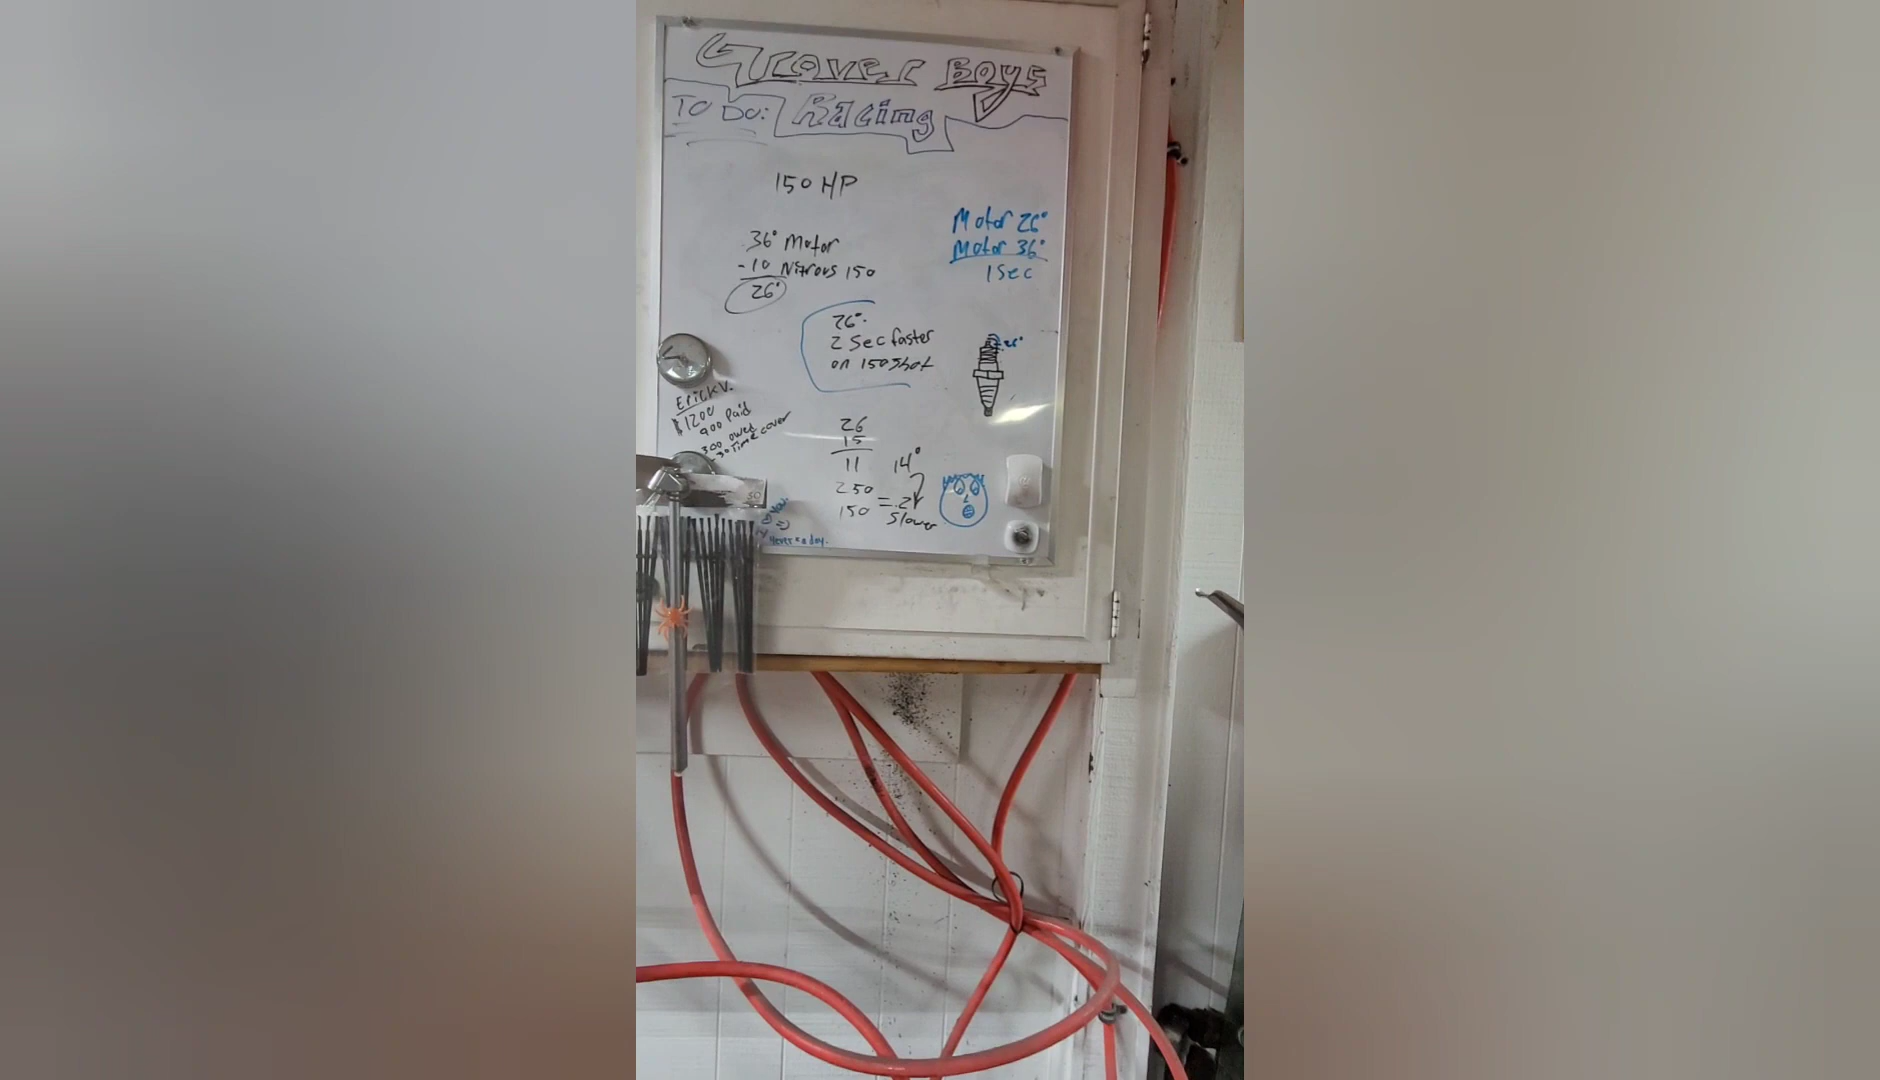 Grover Boys
TO DO: Racing
150 HP
36° Motor
-10 Nitrous 150
26°
Motor 26°
Motor 36°
1 Sec
26°
2 Sec faster
on 150 shot
26°
Erick V.
$1200
900 Paid
300 owed
26
15
11
14°
250
150
= .2
Slower